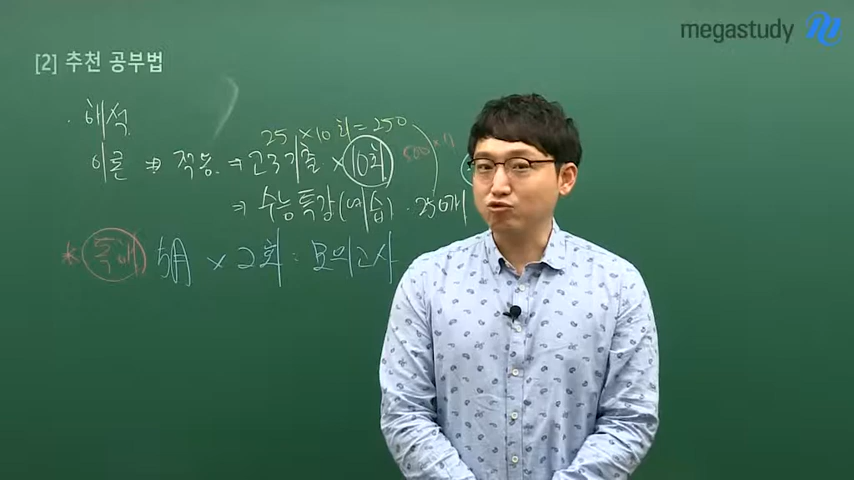 megastudy
[2] 추천 공부법
· 해석
25 × 10회 = 250
이론 ⇒ 적용 ⇒ 고3기출 × 10회
500 × 1
⇒ 수능특강(예습) · 250개
* 독해 5月 × 2회 : 모의고사